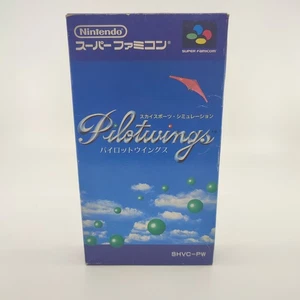 Nintendo
スーパーファミコン
SUPER FAMICOM
スカイスポーツ・シミュレーション
Pilotwings
パイロットウイングス
SHVC-PW